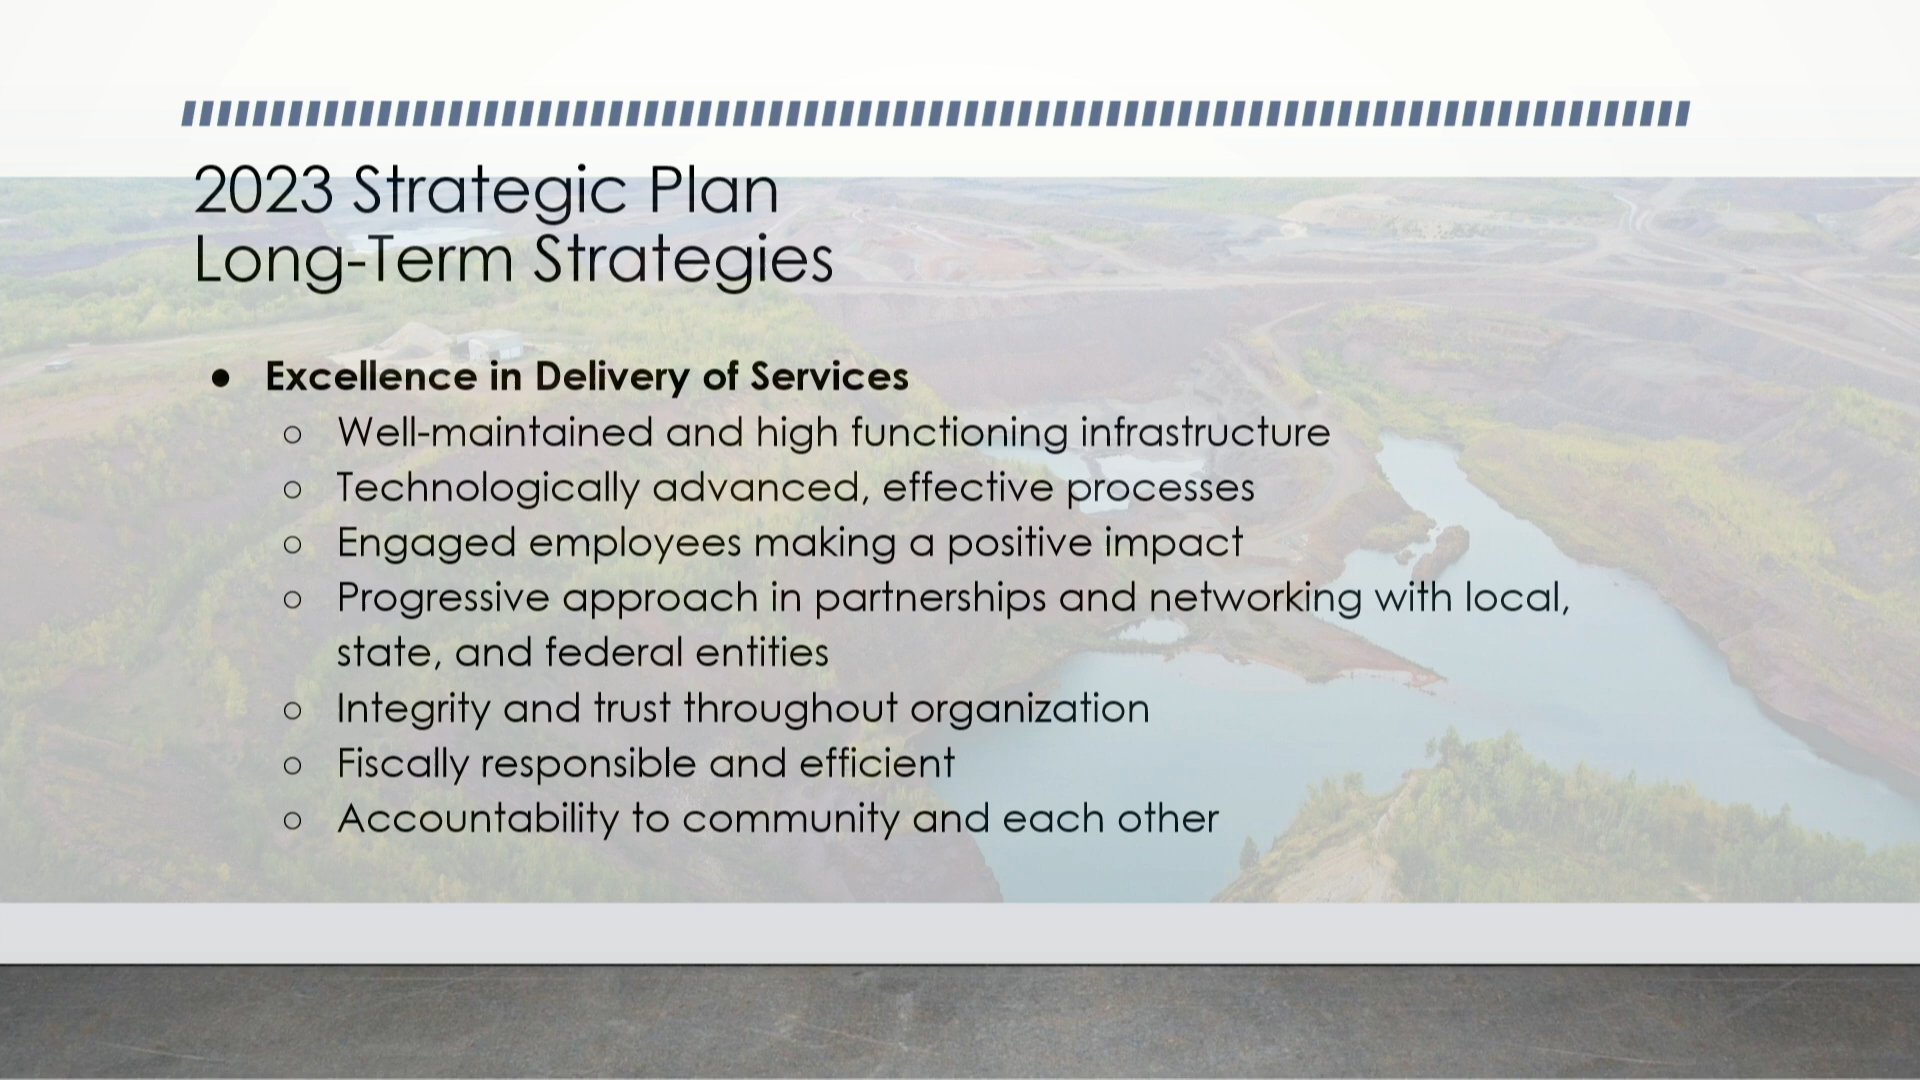 2023 Strategic Plan
Long-Term Strategies
● Excellence in Delivery of Services
○ Well-maintained and high functioning infrastructure
○ Technologically advanced, effective processes
○ Engaged employees making a positive impact
○ Progressive approach in partnerships and networking with local,
state, and federal entities
○ Integrity and trust throughout organization
○ Fiscally responsible and efficient
○ Accountability to community and each other